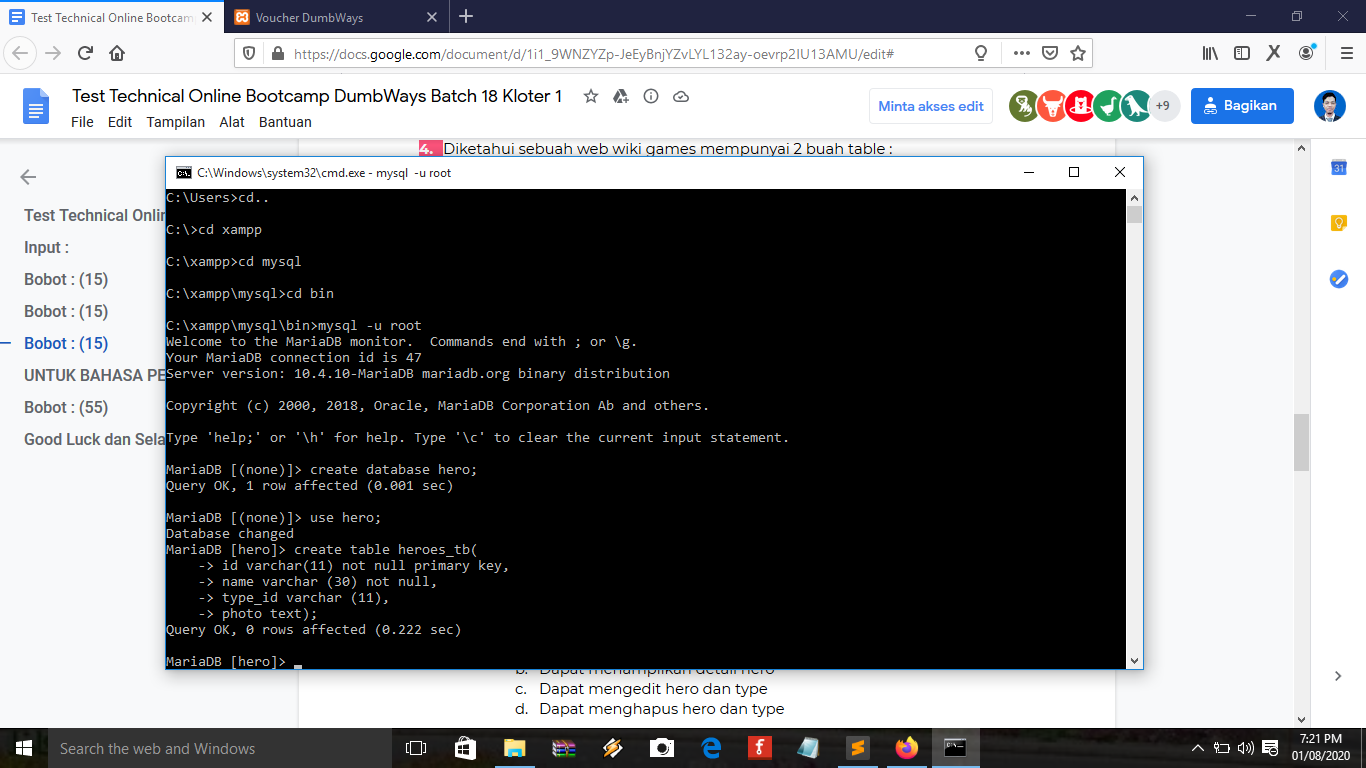 Test Technical Online Bootcam
Voucher DumbWays
https://docs.google.com/document/d/1i1_9WNZYZp-JeEyBnjYZvLYL132ay-oevrp2IU13AMU/edit#
Test Technical Online Bootcamp DumbWays Batch 18 Kloter 1
File Edit Tampilan Alat Bantuan
Minta akses edit
+9
Bagikan
4. Diketahui sebuah web wiki games mempunyai 2 buah table :
Test Technical Onlin
Input :
Bobot : (15)
Bobot : (15)
Bobot : (15)
UNTUK BAHASA PE
Bobot : (55)
Good Luck dan Sela
C:\Windows\system32\cmd.exe - mysql -u root
C:\Users>cd..
C:\>cd xampp
C:\xampp>cd mysql
C:\xampp\mysql>cd bin
C:\xampp\mysql\bin>mysql -u root
Welcome to the MariaDB monitor. Commands end with ; or \g.
Your MariaDB connection id is 47
Server version: 10.4.10-MariaDB mariadb.org binary distribution
Copyright (c) 2000, 2018, Oracle, MariaDB Corporation Ab and others.
Type 'help;' or '\h' for help. Type '\c' to clear the current input statement.
MariaDB [(none)]> create database hero;
Query OK, 1 row affected (0.001 sec)
MariaDB [(none)]> use hero;
Database changed
MariaDB [hero]> create table heroes_tb(
-> id varchar(11) not null primary key,
-> name varchar (30) not null,
-> type_id varchar (11),
-> photo text);
Query OK, 0 rows affected (0.222 sec)
MariaDB [hero]>
b. Dapat menampilkan detail hero
c. Dapat mengedit hero dan type
d. Dapat menghapus hero dan type
31
Search the web and Windows
7:21 PM
01/08/2020